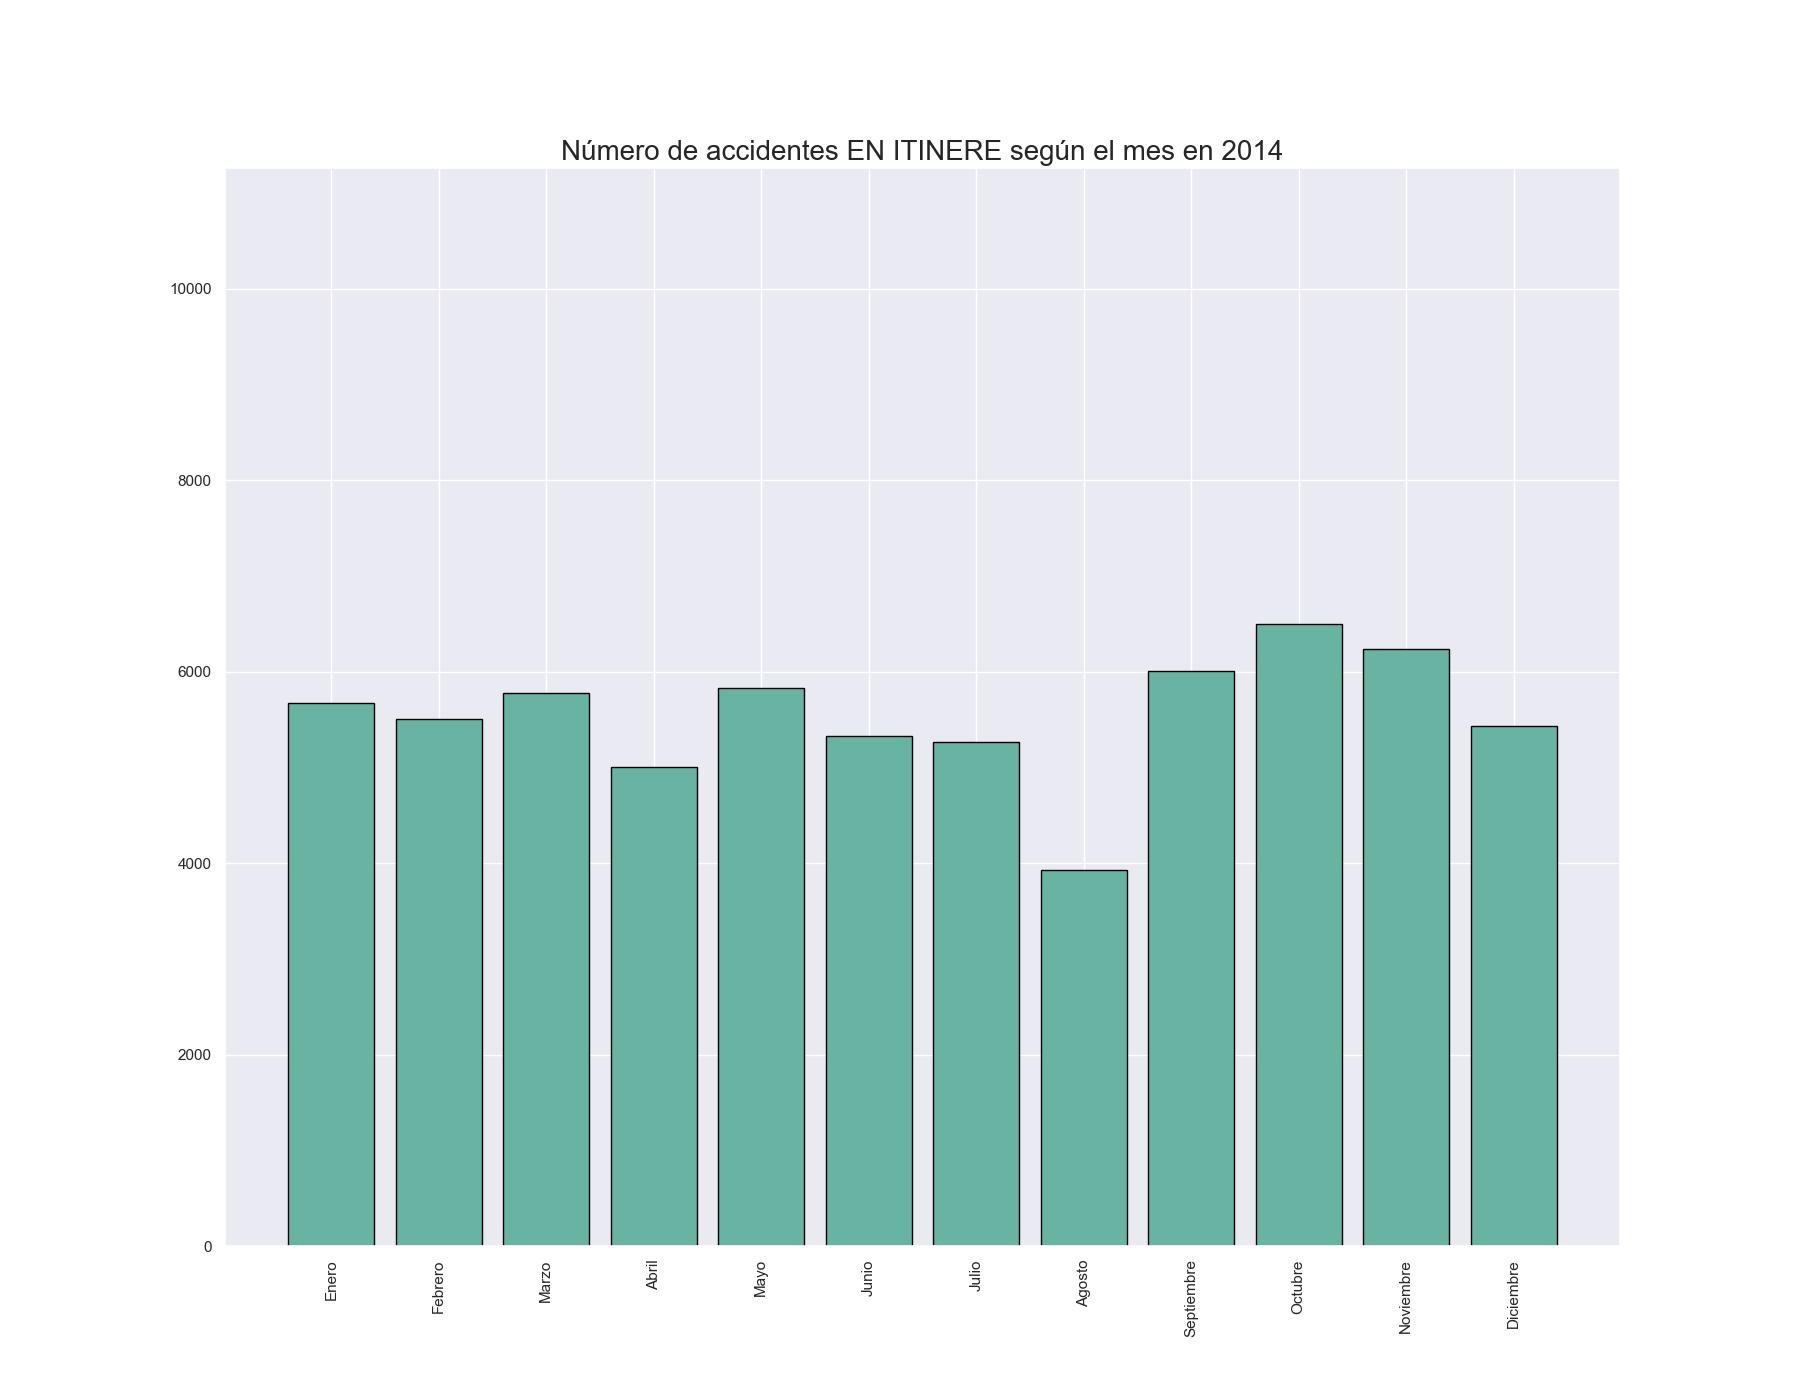 Número de accidentes EN ITINERE según el mes en 2014
10000
8000
6000
4000
2000
0
Enero
Febrero
Marzo
Abril
Mayo
Junio
Julio
Agosto
Septiembre
Octubre
Noviembre
Diciembre